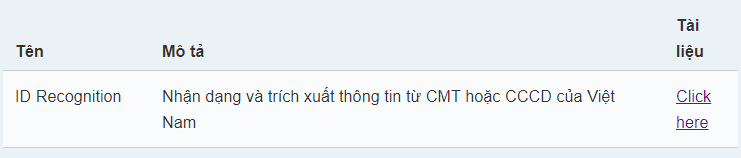 Tên Mô tả Tài liệu
ID Recognition Nhận dạng và trích xuất thông tin từ CMT hoặc CCCD của Việt Nam Click here